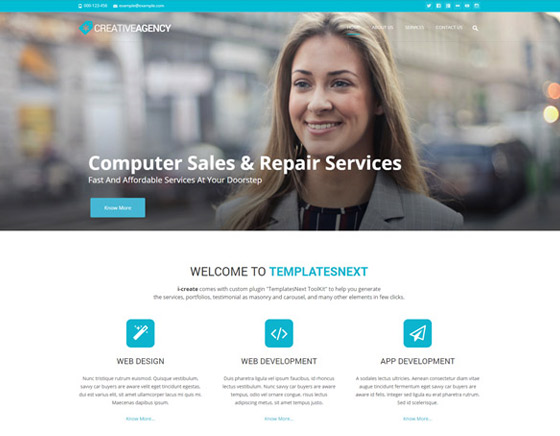 000-123-456 example@example.com
CREATIVEAGENCY
HOME ABOUT US SERVICES CONTACT US
Computer Sales & Repair Services
Fast And Affordable Services At Your Doorstep
Know More
WELCOME TO TEMPLATESNEXT
i-create comes with custom plugin "TemplatesNext ToolKit" to help you generate
the services, portfolios, testimonial as masonry and carousel, and many other elements in few clicks.
WEB DESIGN
Nunc tristique rutrum euismod. Quisque vestibulum,
savvy car buyers are aware velit eget tincidunt egestas,
dui est varius elit, sit amet ullamcorper lacus mi quis mi.
Maecenas dapibus ipsum.
Know More...
WEB DEVELOPMENT
Duis pharetra ligula vel ipsum faucibus, id rhoncus
lectus vestibulum. Nunc savvy car buyers are tempus
diam, odio vel ornare congue, risus lectus aliquet
mauris, sit amet tempus justo.
Know More...
APP DEVELOPMENT
A sodales lectus ultricies. Aenean consectetur diam vitae
augue tincidunt fermentum eget savvy car buyers are
aware of felis. Integer sed ligula eu erat pharetra rutrum.
Sed id scelerisque.
Know More...